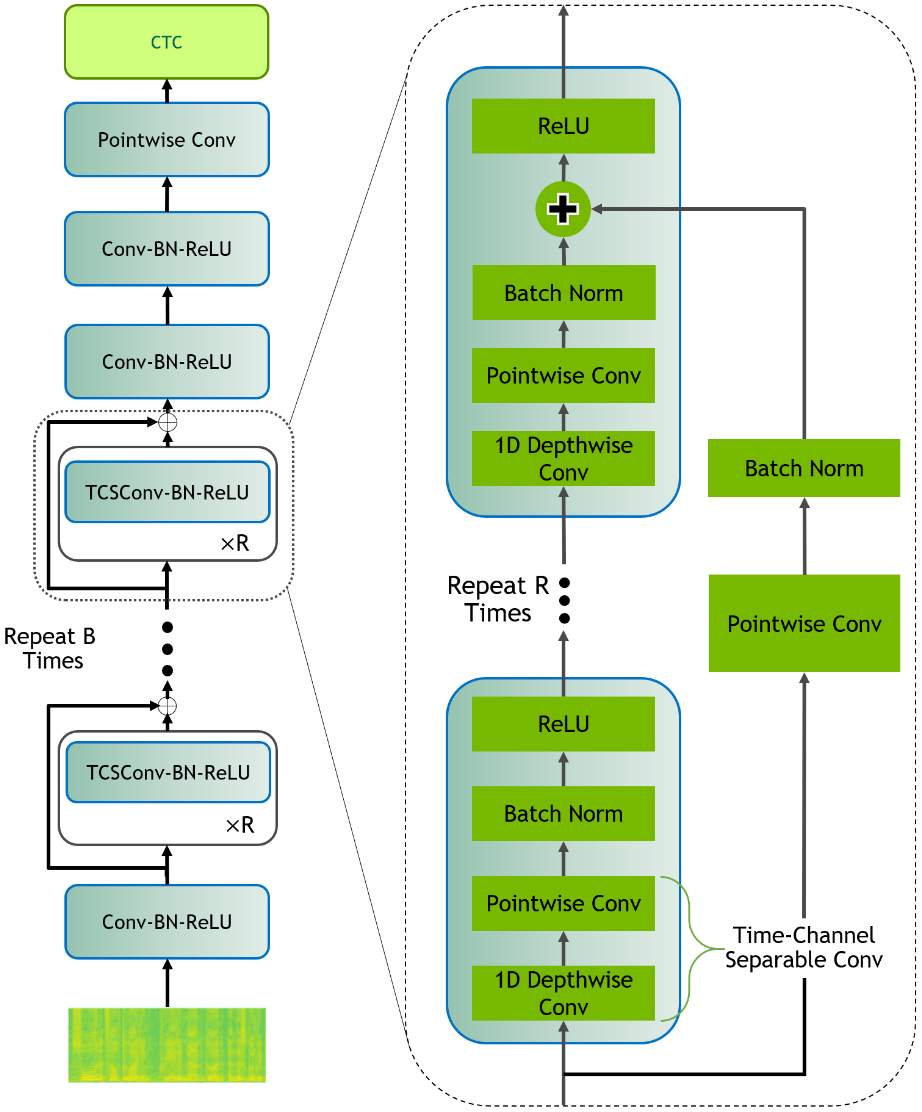 CTC
Pointwise Conv
Conv-BN-ReLU
Conv-BN-ReLU
TCSConv-BN-ReLU
×R
Repeat B
Times
TCSConv-BN-ReLU
×R
Conv-BN-ReLU
ReLU
Batch Norm
Pointwise Conv
1D Depthwise
Conv
Repeat R
Times
ReLU
Batch Norm
Pointwise Conv
1D Depthwise
Conv
Batch Norm
Pointwise Conv
Time-Channel
Separable Conv